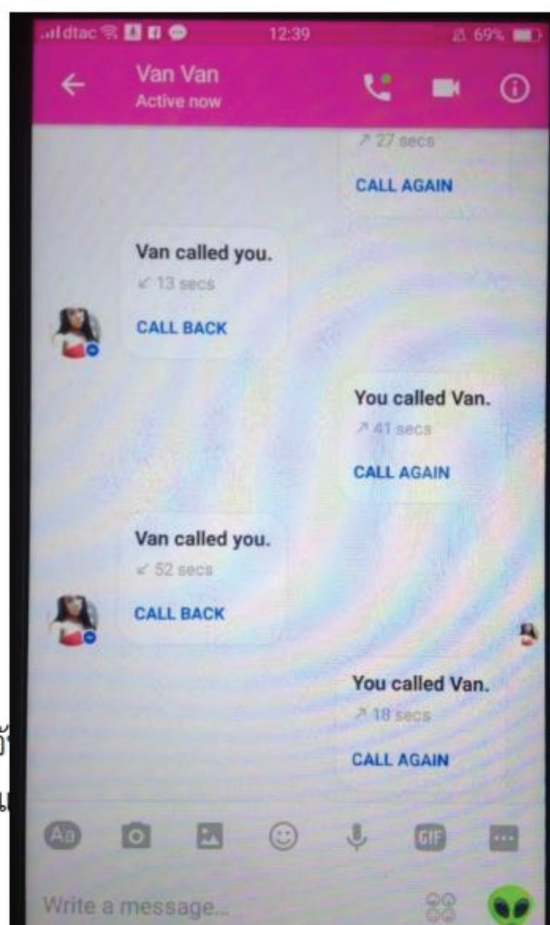 dtac 12:39 69%
Van Van
Active now
27 secs
CALL AGAIN
Van called you.
13 secs
CALL BACK
You called Van.
41 secs
CALL AGAIN
Van called you.
52 secs
CALL BACK
You called Van.
18 secs
CALL AGAIN
Aa GIF
Write a message...